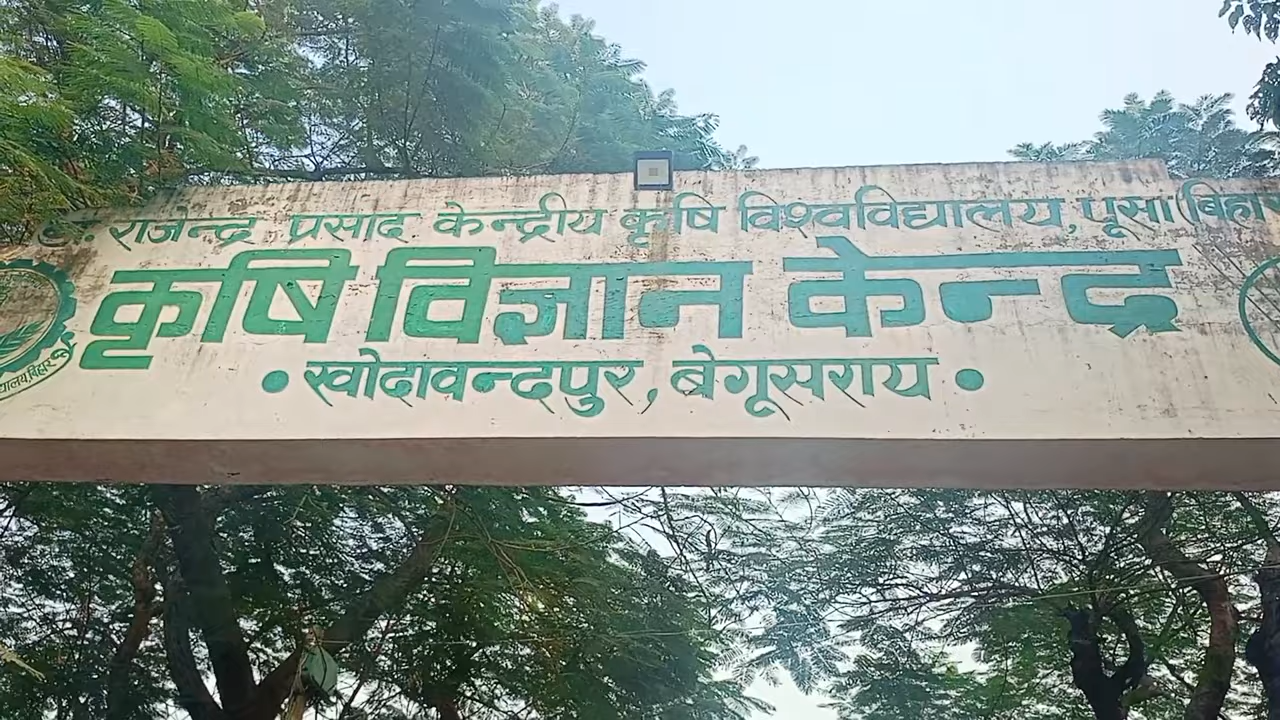 डा. राजेन्द्र प्रसाद केन्द्रीय कृषि विश्वविद्यालय, पूसा (बिहार
कृषि विज्ञान केन्द्र
• खोदावन्दपुर, बेगूसराय •